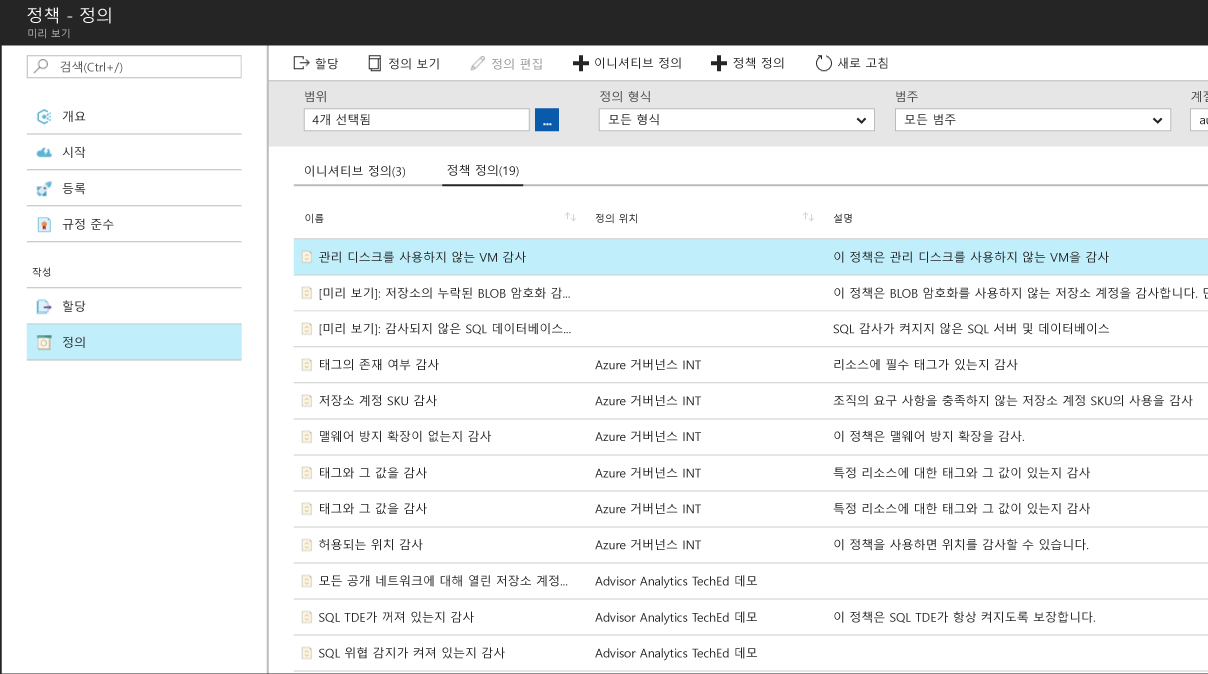 정책 - 정의
미리 보기
검색(Ctrl+/)
개요
시작
등록
규정 준수
작성
할당
정의
할당 정의 보기 정의 편집 이니셔티브 정의 정책 정의 새로 고침
범위 정의 형식 범주
4개 선택됨 ... 모든 형식 모든 범주
이니셔티브 정의(3) 정책 정의(19)
이름 정의 위치 설명
관리 디스크를 사용하지 않는 VM 감사 이 정책은 관리 디스크를 사용하지 않는 VM을 감사
[미리 보기]: 저장소의 누락된 BLOB 암호화 감... 이 정책은 BLOB 암호화를 사용하지 않는 저장소 계정을 감사합니다.
[미리 보기]: 감사되지 않은 SQL 데이터베이스... SQL 감사가 켜지지 않은 SQL 서버 및 데이터베이스
태그의 존재 여부 감사 Azure 거버넌스 INT 리소스에 필수 태그가 있는지 감사
저장소 계정 SKU 감사 Azure 거버넌스 INT 조직의 요구 사항을 충족하지 않는 저장소 계정 SKU의 사용을 감사
맬웨어 방지 확장이 없는지 감사 Azure 거버넌스 INT 이 정책은 맬웨어 방지 확장을 감사.
태그와 그 값을 감사 Azure 거버넌스 INT 특정 리소스에 대한 태그와 그 값이 있는지 감사
태그와 그 값을 감사 Azure 거버넌스 INT 특정 리소스에 대한 태그와 그 값이 있는지 감사
허용되는 위치 감사 Azure 거버넌스 INT 이 정책을 사용하면 위치를 감사할 수 있습니다.
모든 공개 네트워크에 대해 열린 저장소 계정... Advisor Analytics TechEd 데모
SQL TDE가 꺼져 있는지 감사 Advisor Analytics TechEd 데모 이 정책은 SQL TDE가 항상 켜지도록 보장합니다.
SQL 위협 감지가 켜져 있는지 감사 Advisor Analytics TechEd 데모